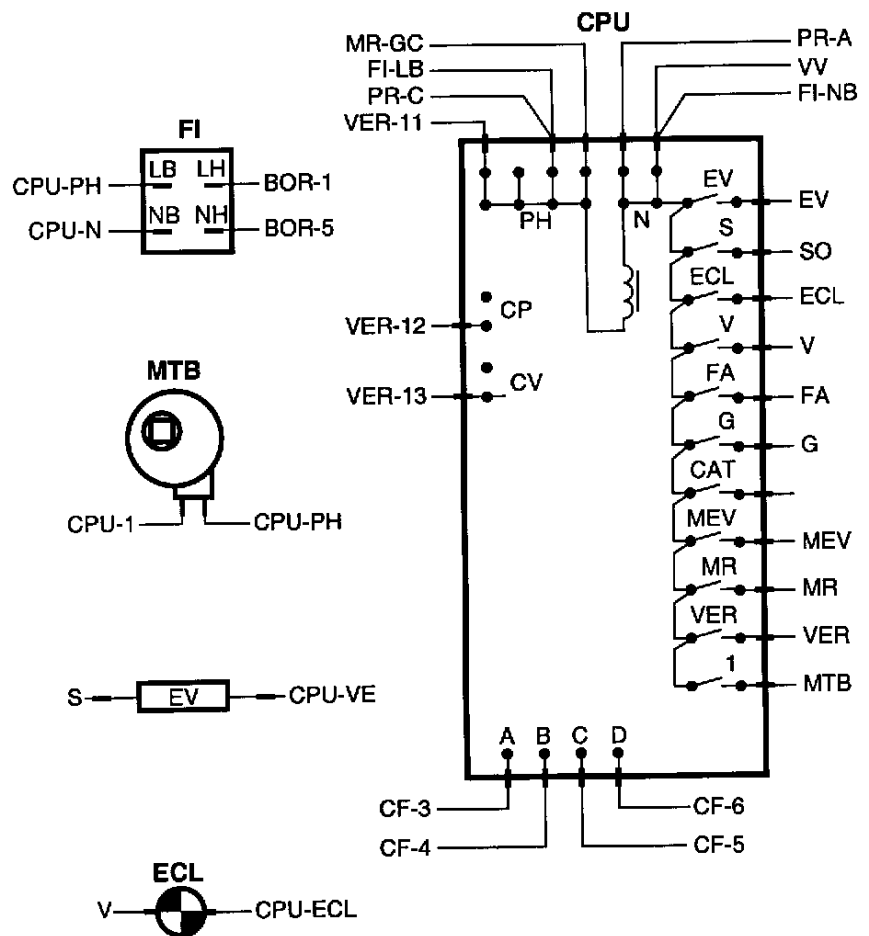 CPU
MR-GC
PR-A
FI-LB
VV
PR-C
FI-NB
VER-11
FI
LB LH
CPU-PH
BOR-1
NB NH
CPU-N
BOR-5
PH
N
EV
EV
S
SO
ECL
ECL
CP
VER-12
V
V
CV
VER-13
FA
FA
G
G
CAT
MEV
MEV
MR
MR
VER
VER
1
MTB
MTB
CPU-1
CPU-PH
S
EV
CPU-VE
A B C D
CF-3
CF-6
CF-4
CF-5
ECL
V
CPU-ECL